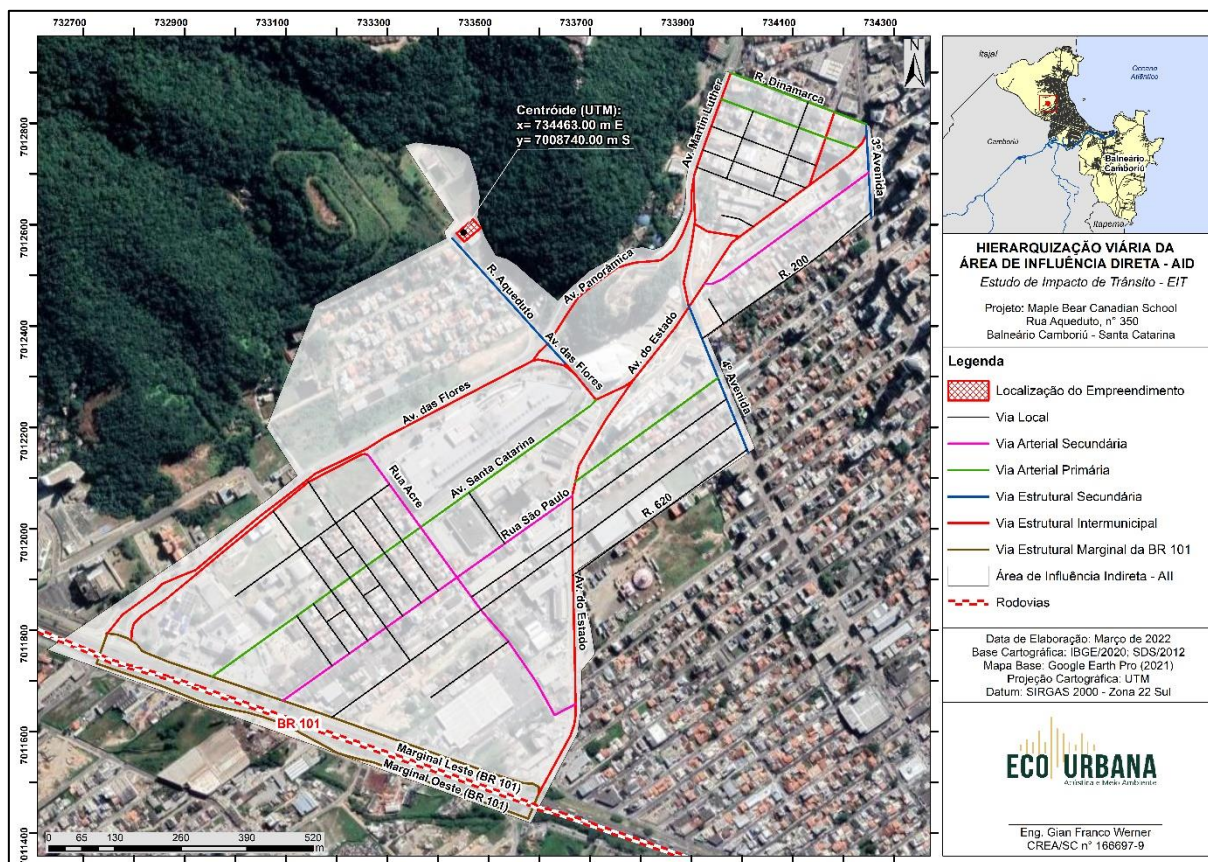 732700 732900 733100 733300 733500 733700 733900 734100 734300
7012800
7012600
7012400
7012200
7012000
7011800
7011600
7011400
N
Centróide (UTM):
x= 734463.00 m E
y= 7008740.00 m S
R. Dinamarca
Av. Martin Luther
3º Avenida
R. Aqueduto
Av. Panorâmica
R. 200
Av. do Estado
Av. das Flores
4º Avenida
Av. das Flores
Av. Santa Catarina
Rua Acre
Rua São Paulo
R. 620
Av. do Estado
BR 101
Marginal Leste (BR 101)
Marginal Oeste (BR 101)
0 65 130 260 390 520
m
Itajaí
Oceano
Atlântico
Camboriú
Balneário
Camboriú
Itapema
HIERARQUIZAÇÃO VIÁRIA DA
ÁREA DE INFLUÊNCIA DIRETA - AID
Estudo de Impacto de Trânsito - EIT
Projeto: Maple Bear Canadian School
Rua Aqueduto, n° 350
Balneário Camboriú - Santa Catarina
Legenda
Localização do Empreendimento
Via Local
Via Arterial Secundária
Via Arterial Primária
Via Estrutural Secundária
Via Estrutural Intermunicipal
Via Estrutural Marginal da BR 101
Área de Influência Indireta - AII
Rodovias
Data de Elaboração: Março de 2022
Base Cartográfica: IBGE/2020; SDS/2012
Mapa Base: Google Earth Pro (2021)
Projeção Cartográfica: UTM
Datum: SIRGAS 2000 - Zona 22 Sul
ECO URBANA
Acústica e Meio Ambiente
Eng. Gian Franco Werner
CREA/SC n° 166697-9